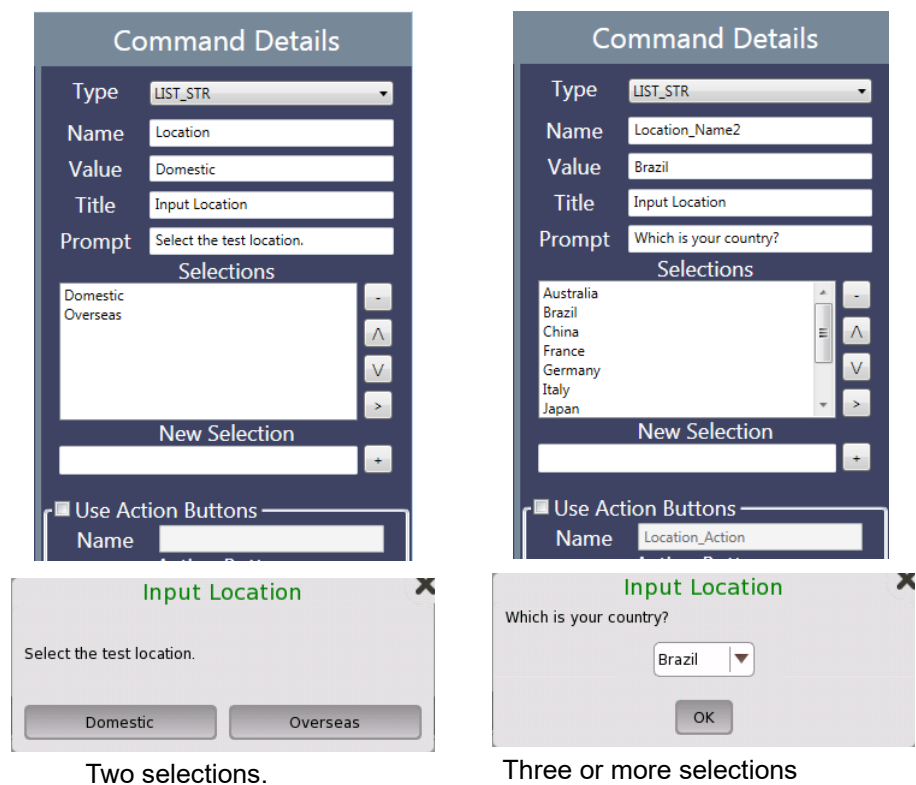 Command Details
Type LIST_STR
Name Location
Value Domestic
Title Input Location
Prompt Select the test location.
Selections
Domestic
Overseas
-
/\
\/
>
New Selection
+
Use Action Buttons
Name
Input Location
Select the test location.
Domestic Overseas
Two selections.
Command Details
Type LIST_STR
Name Location_Name2
Value Brazil
Title Input Location
Prompt Which is your country?
Selections
Australia
Brazil
China
France
Germany
Italy
Japan
-
/\
\/
>
New Selection
+
Use Action Buttons
Name Location_Action
Input Location
Which is your country?
Brazil
OK
Three or more selections